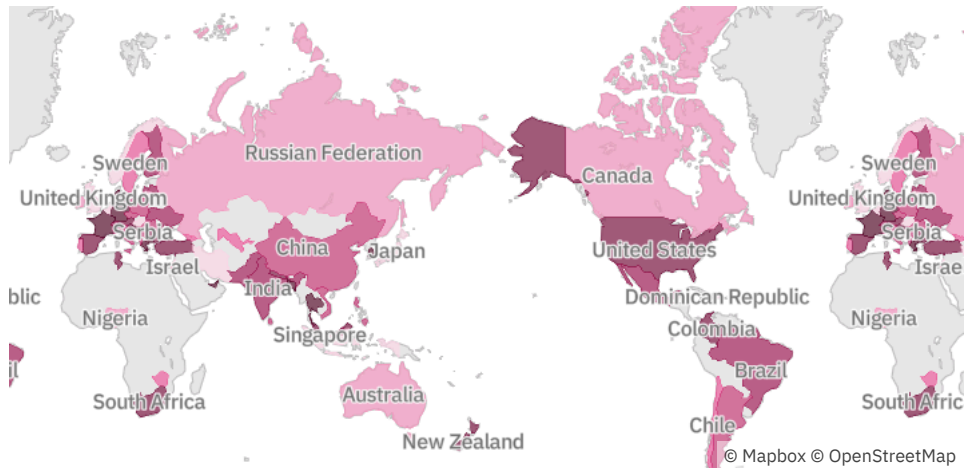 Sweden
Russian Federation
Canada
Sweden
United Kingdom
United Kingdom
Serbia
China
Japan
United States
Serbia
Israel
Israe
India
blic
Nigeria
Dominican Republic
Nigeria
Singapore
Colombia
il
Brazil
Australia
South Africa
South Afric
Chile
New Zealand
© Mapbox © OpenStreetMap